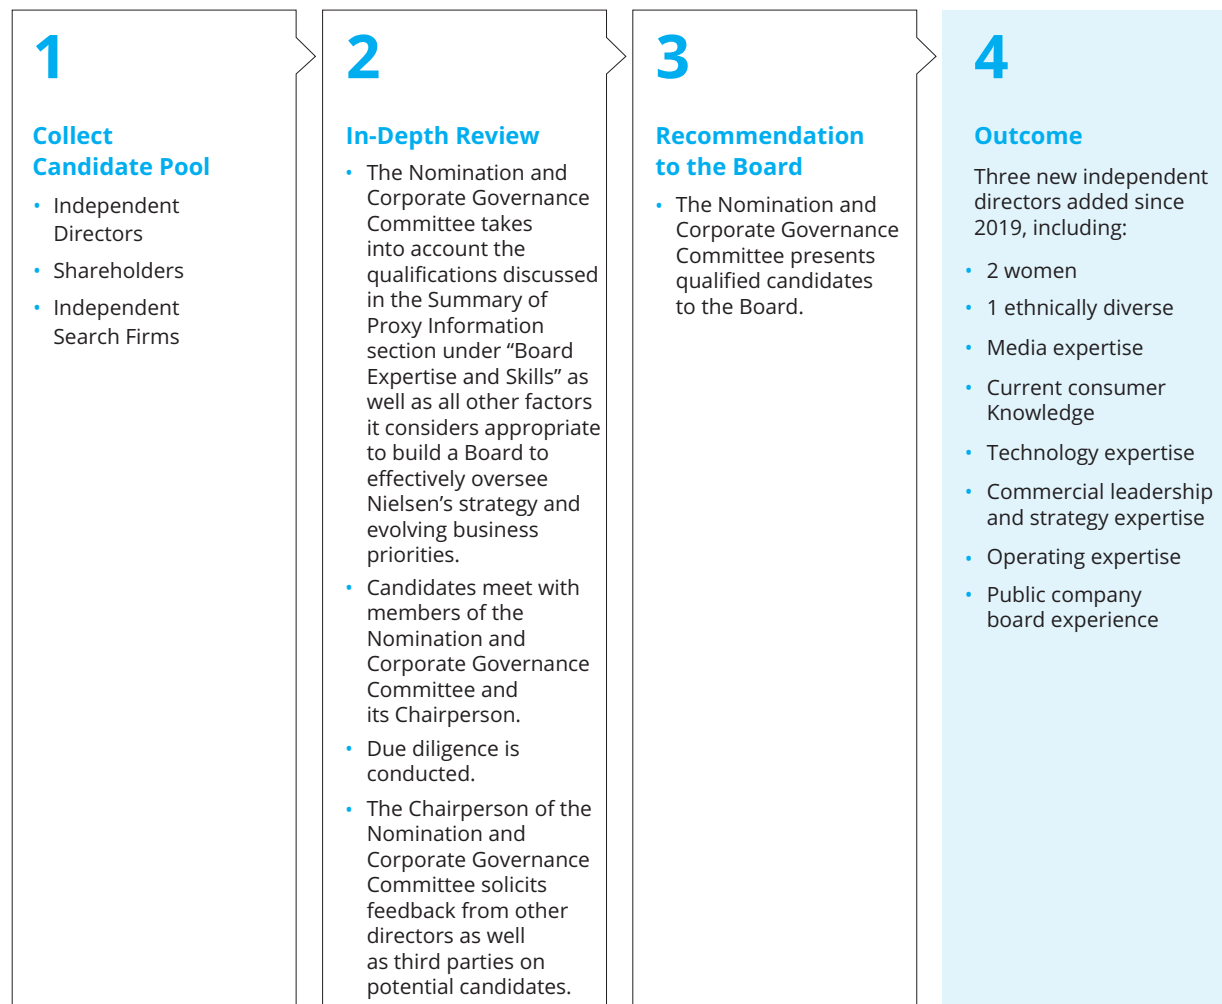 1
Collect
Candidate Pool
• Independent
Directors
• Shareholders
• Independent
Search Firms
2
In-Depth Review
• The Nomination and
Corporate Governance
Committee takes
into account the
qualifications discussed
in the Summary of
Proxy Information
section under “Board
Expertise and Skills” as
well as all other factors
it considers appropriate
to build a Board to
effectively oversee
Nielsen’s strategy and
evolving business
priorities.
• Candidates meet with
members of the
Nomination and
Corporate Governance
Committee and
its Chairperson.
• Due diligence is
conducted.
• The Chairperson of the
Nomination and
Corporate Governance
Committee solicits
feedback from other
directors as well
as third parties on
potential candidates.
3
Recommendation
to the Board
• The Nomination and
Corporate Governance
Committee presents
qualified candidates
to the Board.
4
Outcome
Three new independent
directors added since
2019, including:
• 2 women
• 1 ethnically diverse
• Media expertise
• Current consumer
Knowledge
• Technology expertise
• Commercial leadership
and strategy expertise
• Operating expertise
• Public company
board experience